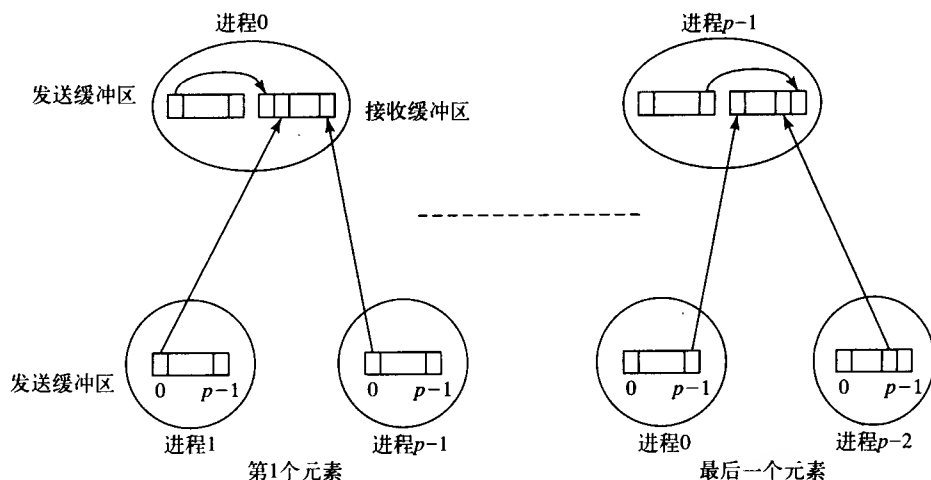 进程0
进程p-1
发送缓冲区
接收缓冲区
发送缓冲区
0 p-1
0 p-1
0 p-1
0 p-1
进程1
进程p-1
进程0
进程p-2
第1个元素
最后一个元素